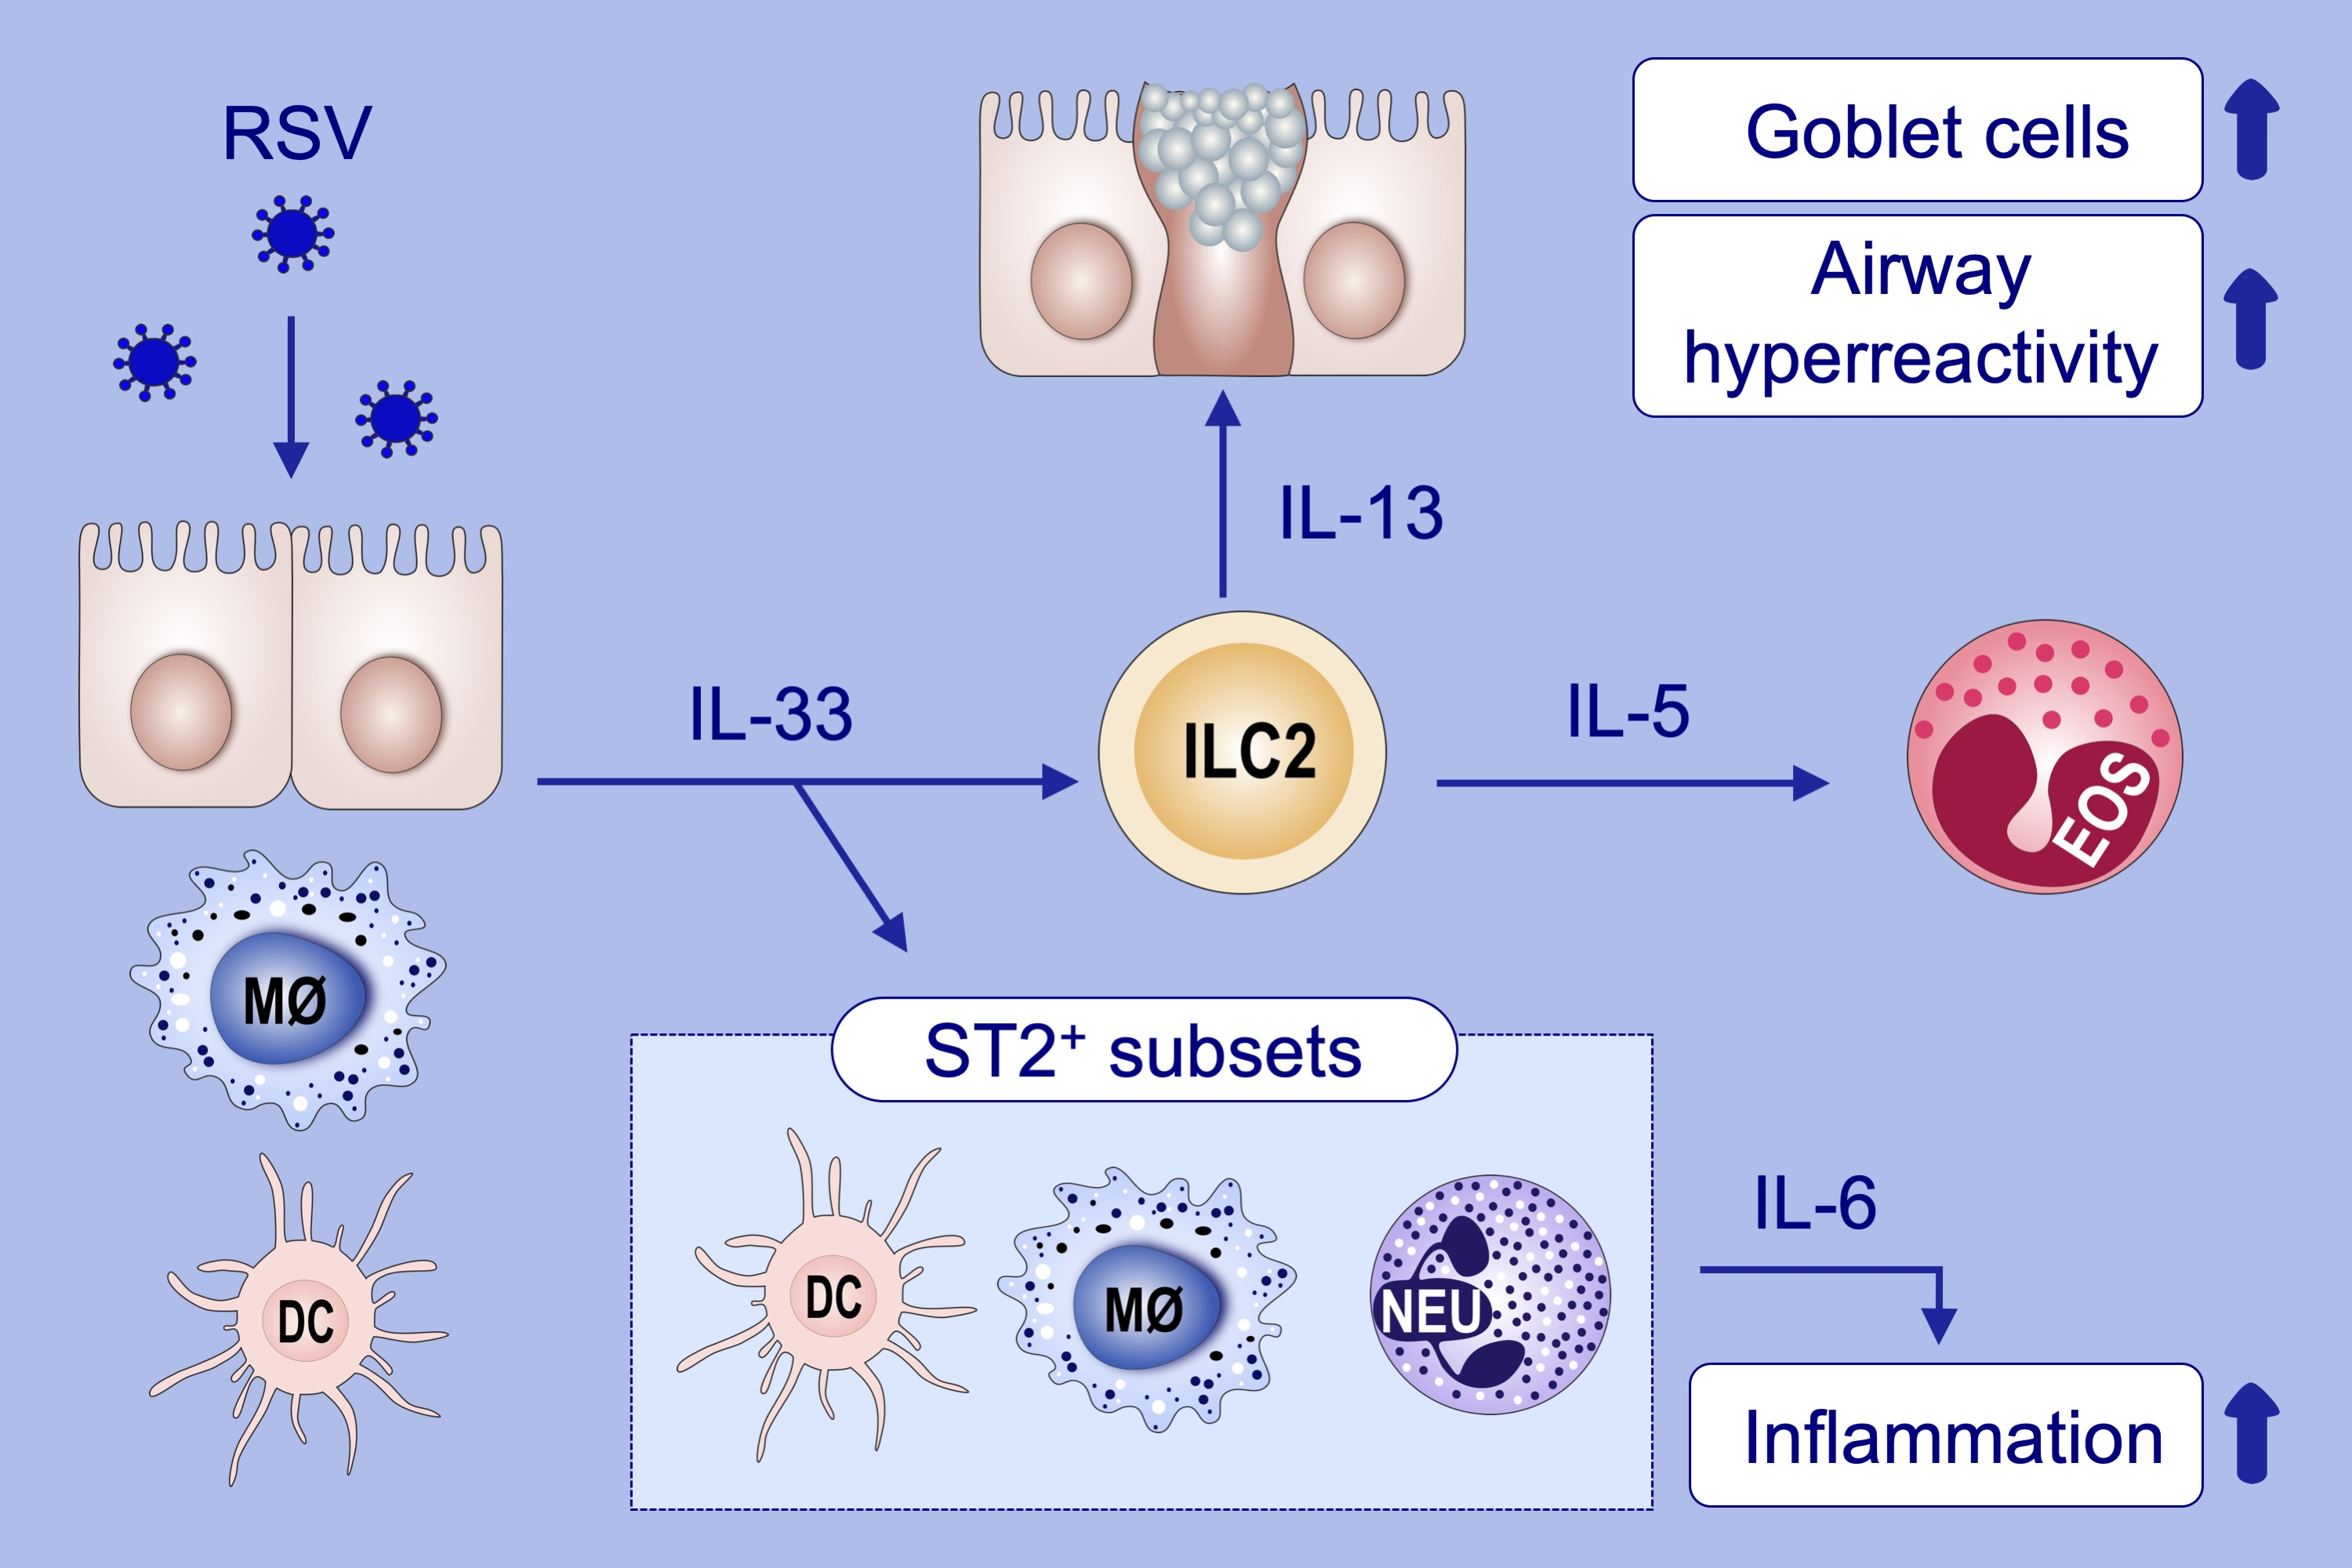 RSV
Goblet cells
Airway
hyperreactivity
IL-13
IL-33
ILC2
IL-5
EOS
MØ
DC
ST2⁺ subsets
DC
MØ
NEU
IL-6
Inflammation